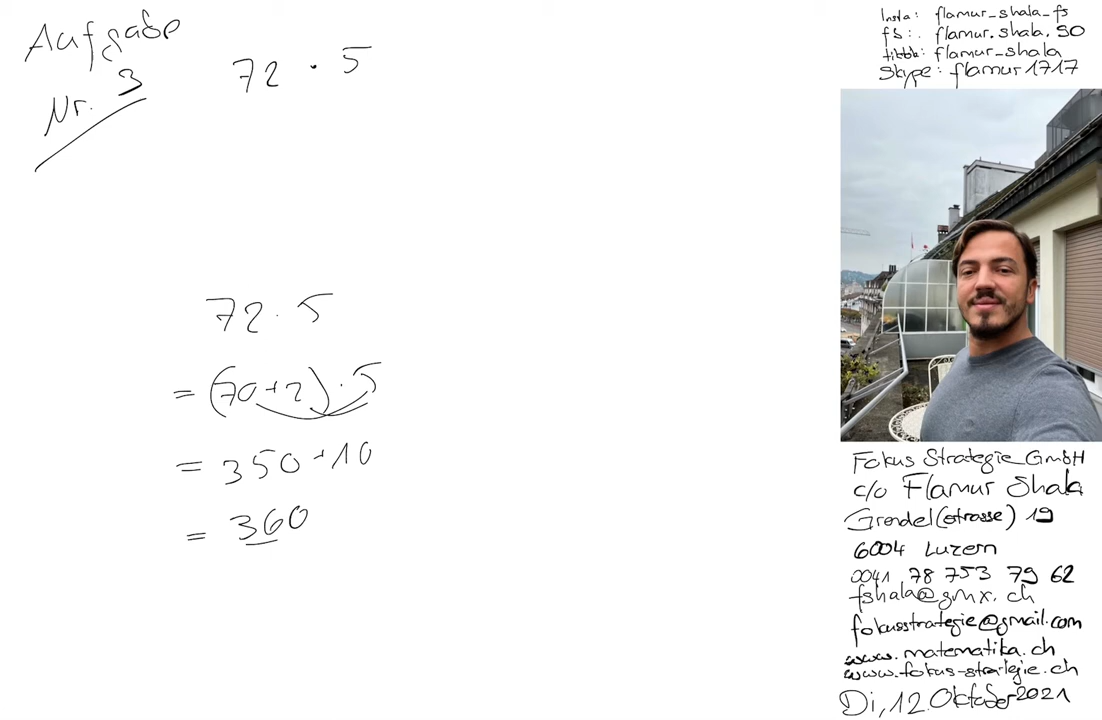 Aufgabe
Nr. 3
72 · 5
72 · 5
= (70+2) · 5
= 350 + 10
= 360
Insta: flamur_shala_fs
fb: flamur.shala.90
tiktok: flamur_shala
Skype: flamur1717
Fokus Strategie GmbH
c/o Flamur Shala
Grendel(strasse) 19
6004 Luzern
0041 78 753 79 62
fshala@gmx.ch
fokusstrategie@gmail.com
www.matematika.ch
www.fokus-strategie.ch
Di, 12.Oktober 2021